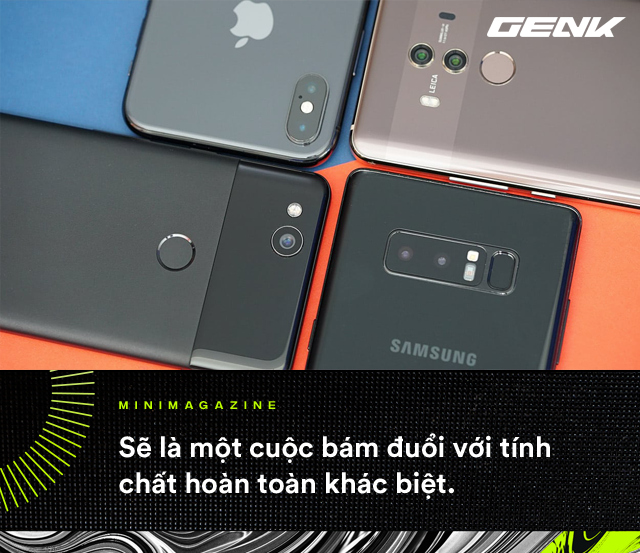 GENK
LEICA
SAMSUNG
MINIMAGAZINE
Sẽ là một cuộc bám đuổi với tính
chất hoàn toàn khác biệt.